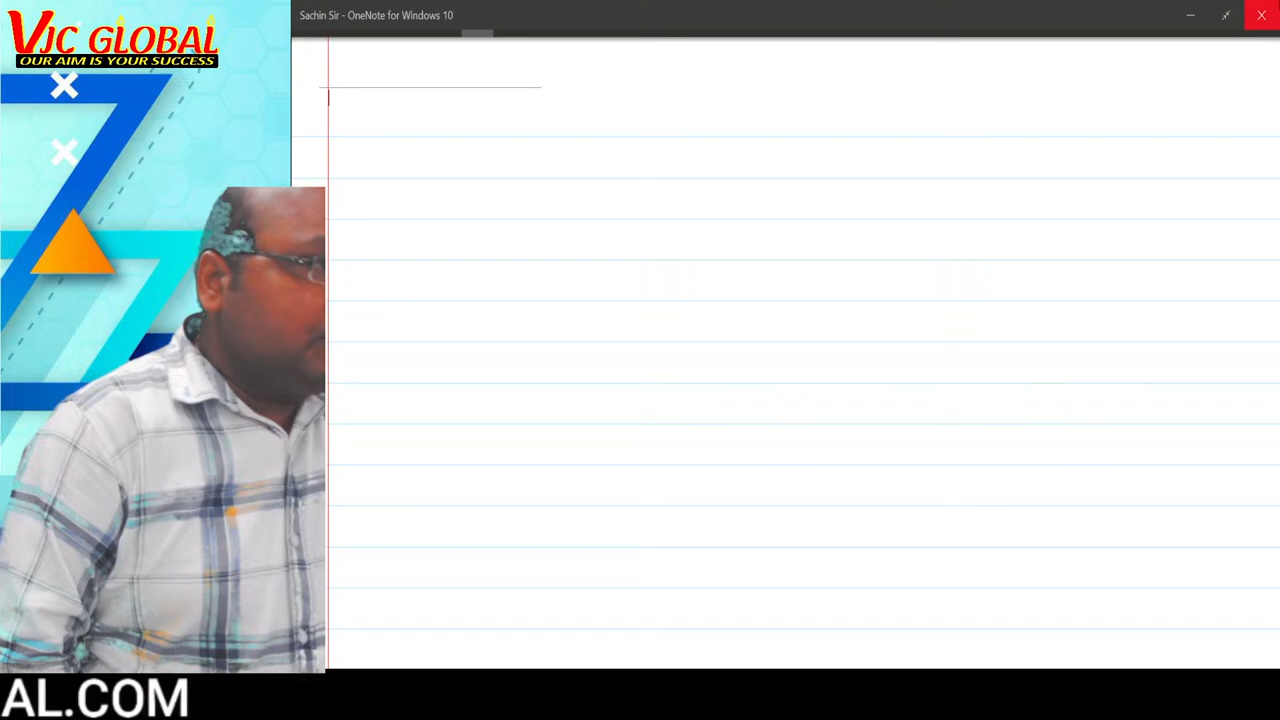 VJC GLOBAL
OUR AIM IS YOUR SUCCESS
Sachin Sir - OneNote for Windows 10
AL.COM